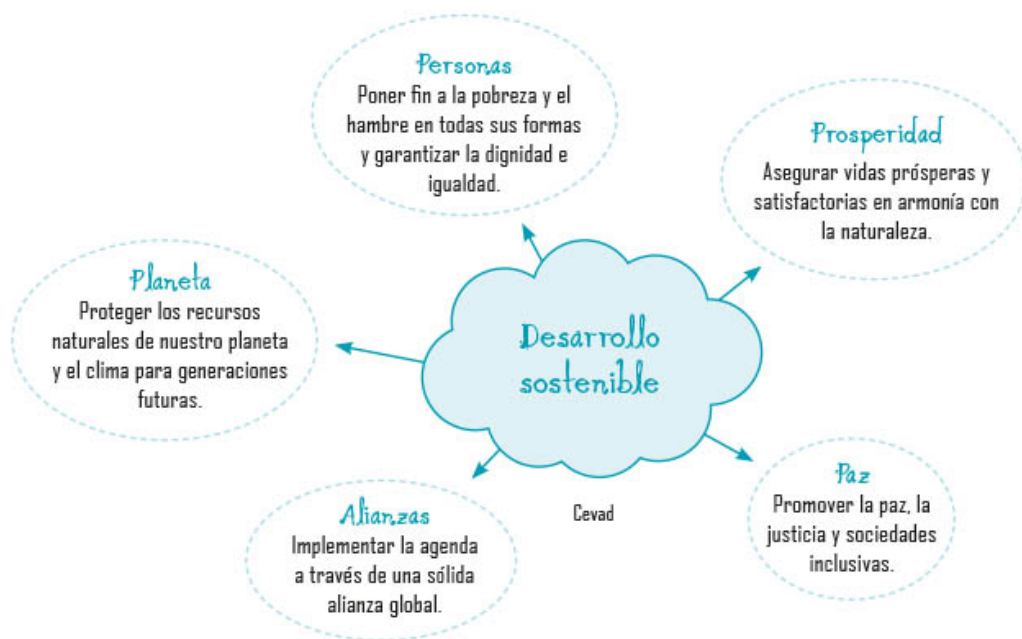 Personas
Poner fin a la pobreza y el
hambre en todas sus formas
y garantizar la dignidad e
igualdad.
Prosperidad
Asegurar vidas prósperas y
satisfactorias en armonía con
la naturaleza.
Planeta
Proteger los recursos
naturales de nuestro planeta
y el clima para generaciones
futuras.
Desarrollo
sostenible
Alianzas
Implementar la agenda
a través de una sólida
alianza global.
Cevad
Paz
Promover la paz, la
justicia y sociedades
inclusivas.